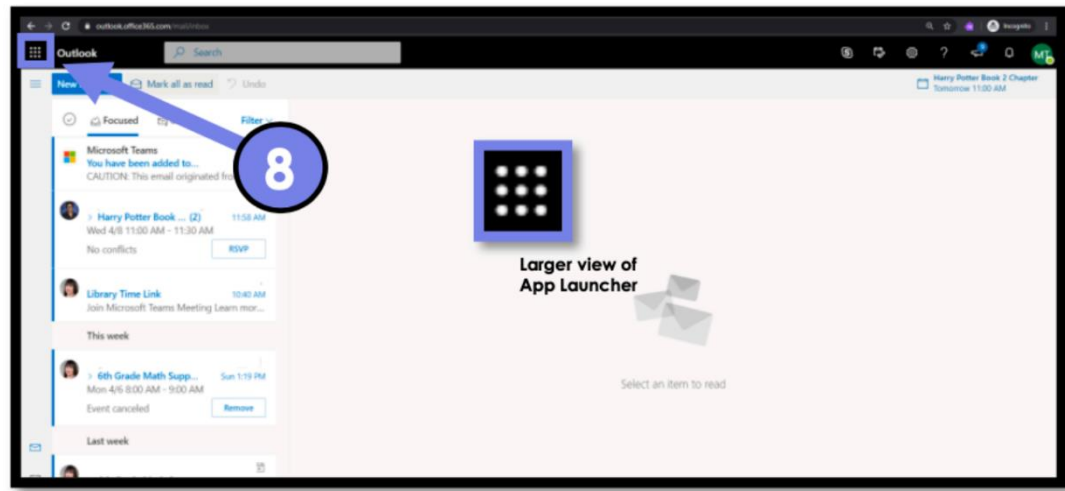 outlook.office365.com/mail/inbox
Incognito
Outlook
Search
MT
New
Mark all as read
Undo
Harry Potter Book 2 Chapter
Tomorrow 11:00 AM
Focused
Filter
8
Microsoft Teams
You have been added to...
CAUTION: This email originated
> Harry Potter Book ... (2) 11:58 AM
Wed 4/8 11:00 AM - 11:30 AM
No conflicts
RSVP
Larger view of
App Launcher
Library Time Link 10:40 AM
Join Microsoft Teams Meeting Learn mor...
This week
> 6th Grade Math Supp... Sun 1:19 PM
Mon 4/6 8:00 AM - 9:00 AM
Event canceled
Remove
Select an item to read
Last week